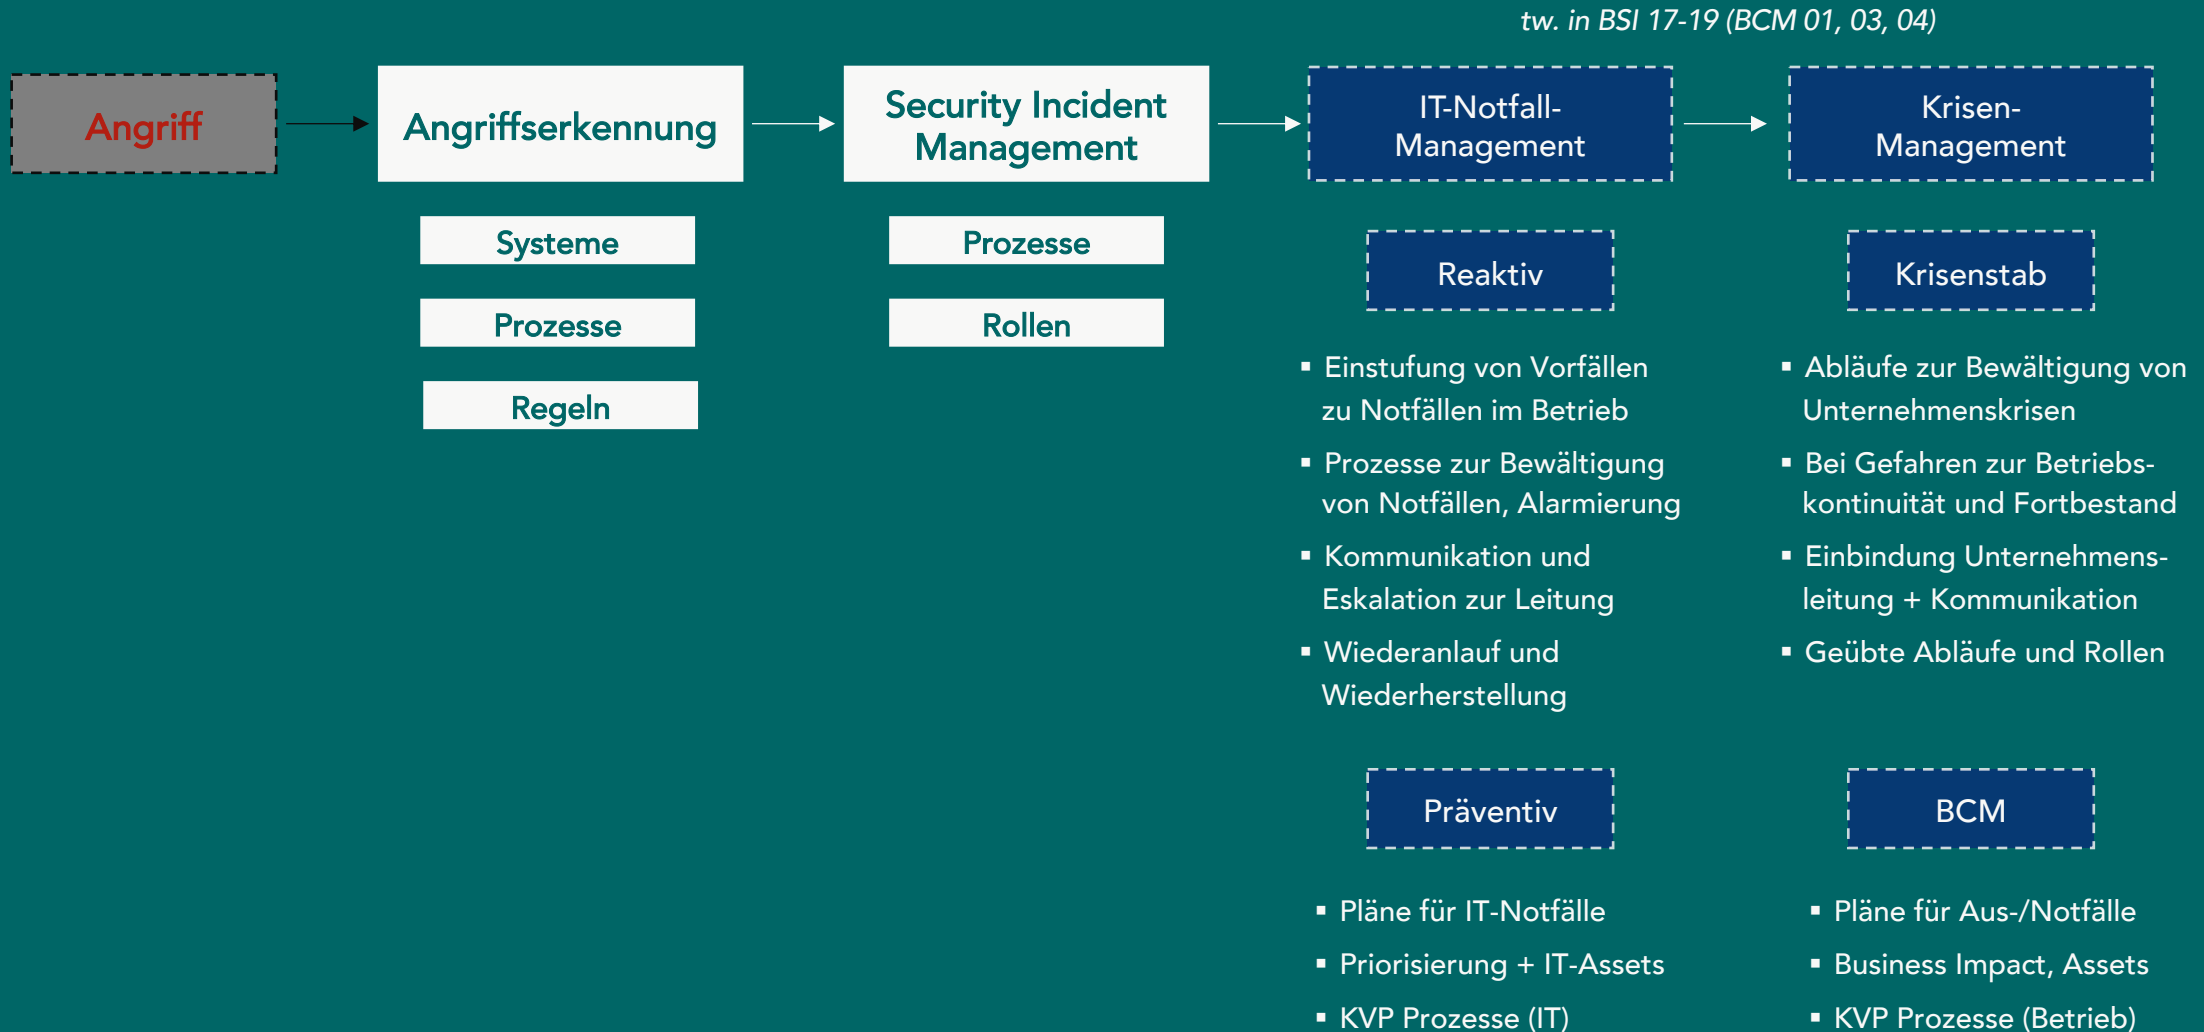 tw. in BSI 17-19 (BCM 01, 03, 04)
Angriff
Angriffserkennung
Security Incident
Management
IT-Notfall-
Management
Krisen-
Management
Systeme
Prozesse
Regeln
Prozesse
Rollen
Reaktiv
▪ Einstufung von Vorfällen
zu Notfällen im Betrieb
▪ Prozesse zur Bewältigung
von Notfällen, Alarmierung
▪ Kommunikation und
Eskalation zur Leitung
▪ Wiederanlauf und
Wiederherstellung
Präventiv
▪ Pläne für IT-Notfälle
▪ Priorisierung + IT-Assets
▪ KVP Prozesse (IT)
Krisenstab
▪ Abläufe zur Bewältigung von
Unternehmenskrisen
▪ Bei Gefahren zur Betriebs-
kontinuität und Fortbestand
▪ Einbindung Unternehmens-
leitung + Kommunikation
▪ Geübte Abläufe und Rollen
BCM
▪ Pläne für Aus-/Notfälle
▪ Business Impact, Assets
▪ KVP Prozesse (Betrieb)